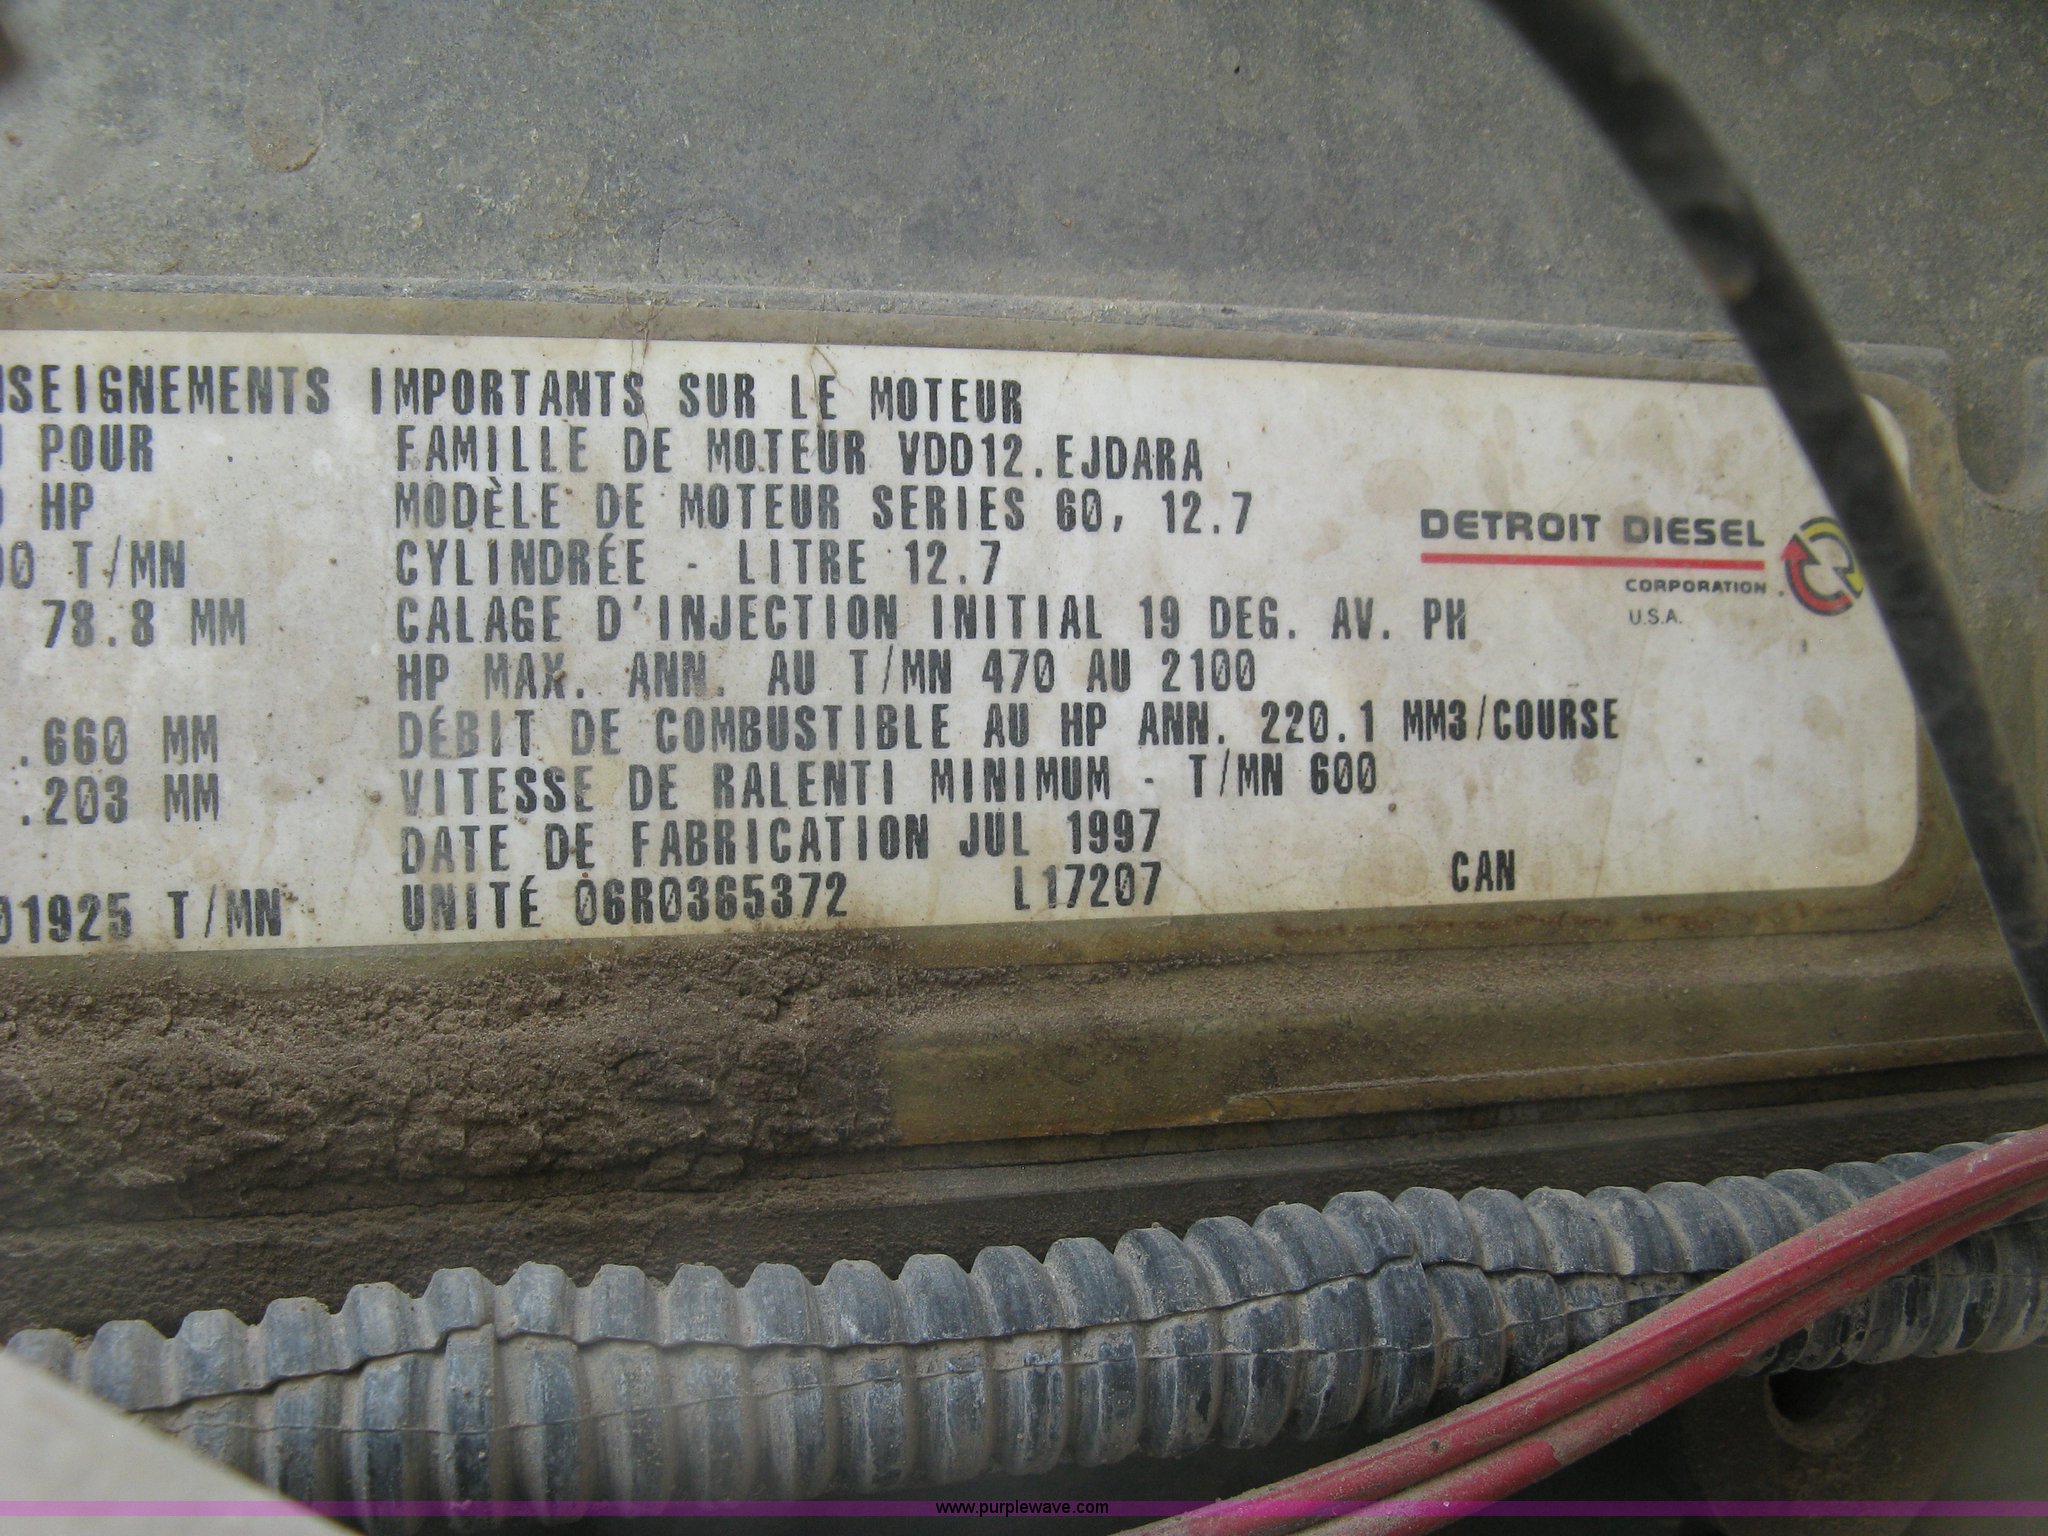 NSEIGNEMENTS IMPORTANTS SUR LE MOTEUR
POUR FAMILLE DE MOTEUR VDD12.EJDARA
HP MODÈLE DE MOTEUR SERIES 60, 12.7
00 T/MN CYLINDRÉE - LITRE 12.7
78.8 MM CALAGE D'INJECTION INITIAL 19 DEG. AV. PH
HP MAX. ANN. AU T/MN 470 AU 2100
.660 MM DÉBIT DE COMBUSTIBLE AU HP ANN. 220.1 MM3/COURSE
.203 MM VITESSE DE RALENTI MINIMUM - T/MN 600
DATE DE FABRICATION JUL 1997
01925 T/MN UNITÉ 06R0365372 L17207 CAN
DETROIT DIESEL
CORPORATION
U.S.A.
www.purplewave.com